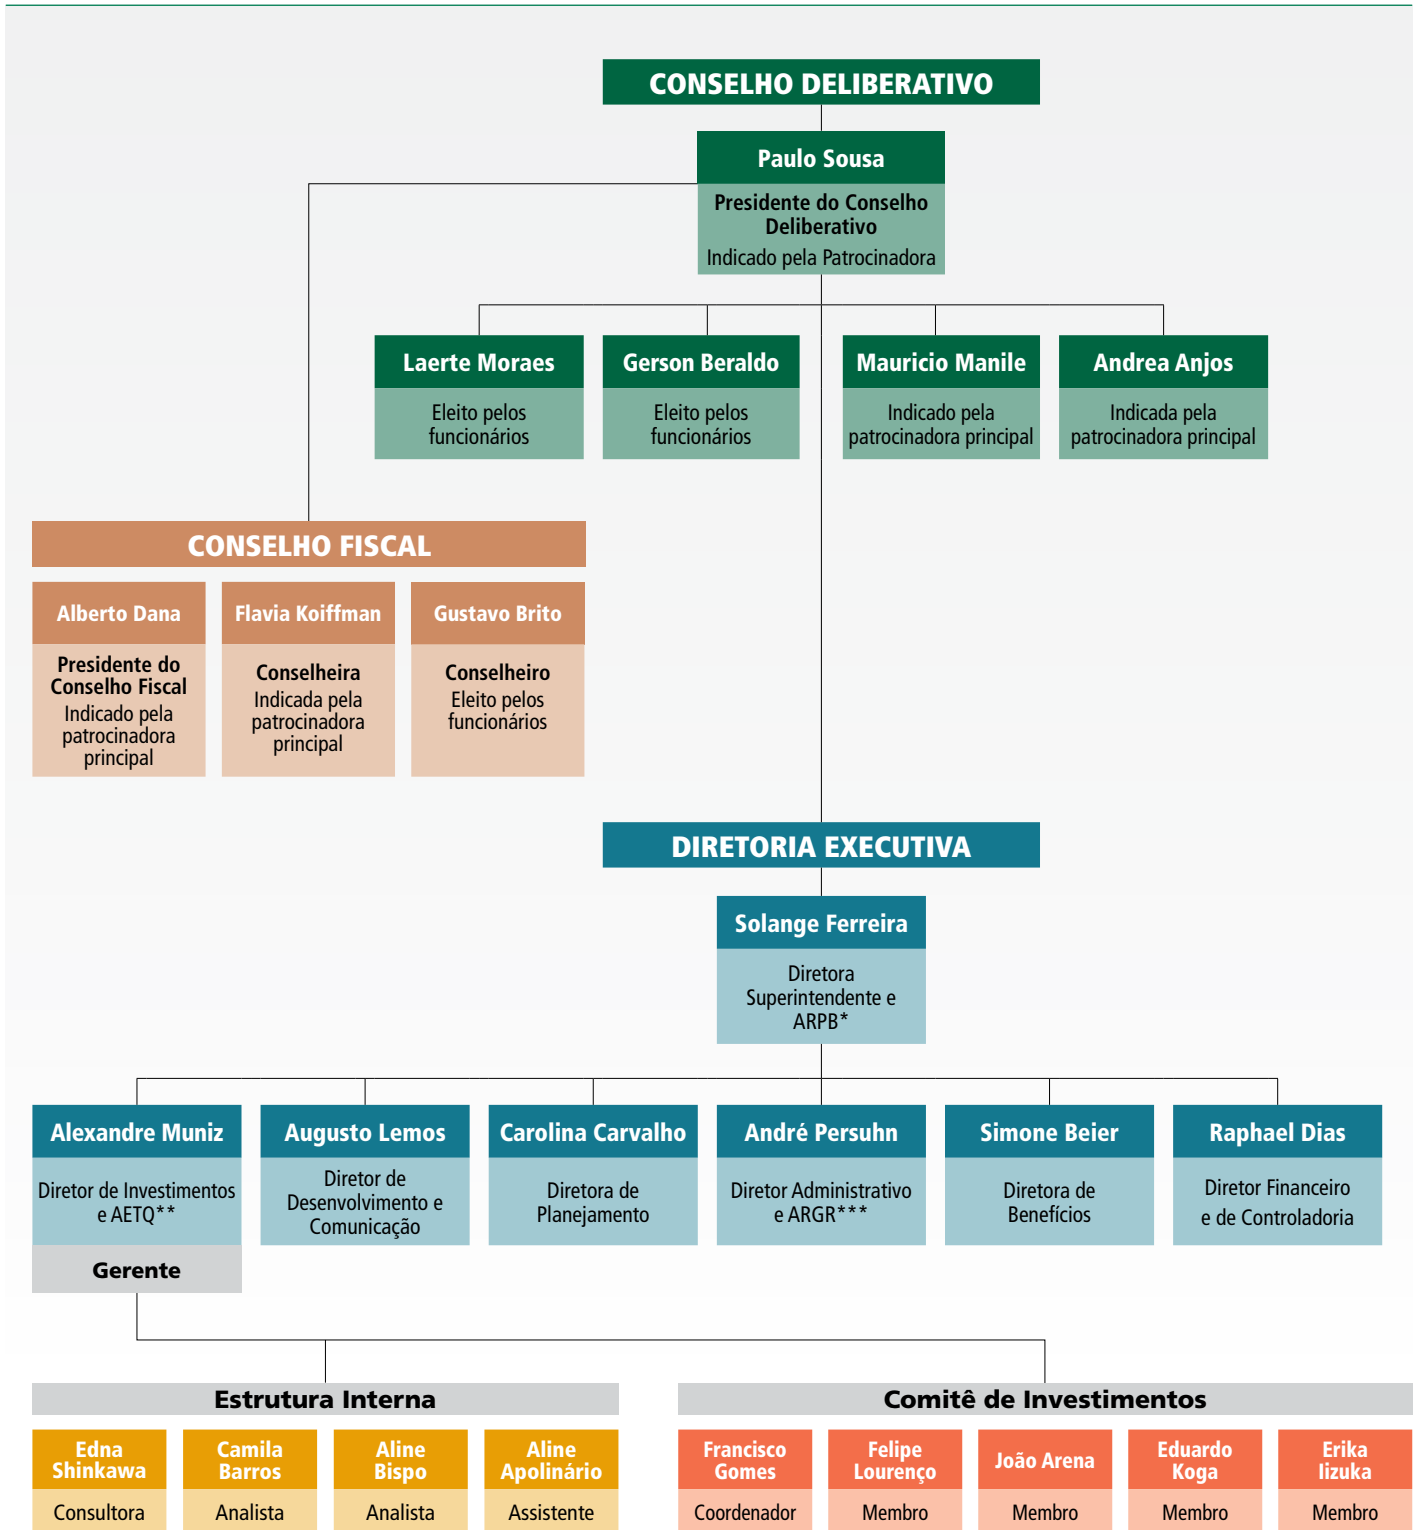 CONSELHO DELIBERATIVO
Paulo Sousa
Presidente do Conselho
Deliberativo
Indicado pela Patrocinadora
Laerte Moraes
Eleito pelos
funcionários
Gerson Beraldo
Eleito pelos
funcionários
Mauricio Manile
Indicado pela
patrocinadora principal
Andrea Anjos
Indicada pela
patrocinadora principal
CONSELHO FISCAL
Alberto Dana
Presidente do
Conselho Fiscal
Indicado pela
patrocinadora
principal
Flavia Koiffman
Conselheira
Indicada pela
patrocinadora
principal
Gustavo Brito
Conselheiro
Eleito pelos
funcionários
DIRETORIA EXECUTIVA
Solange Ferreira
Diretora
Superintendente e
ARPB*
Alexandre Muniz
Diretor de Investimentos
e AETQ**
Gerente
Augusto Lemos
Diretor de
Desenvolvimento e
Comunicação
Carolina Carvalho
Diretora de
Planejamento
André Persuhn
Diretor Administrativo
e ARGR***
Simone Beier
Diretora de
Benefícios
Raphael Dias
Diretor Financeiro
e de Controladoria
Estrutura Interna
Edna
Shinkawa
Consultora
Camila
Barros
Analista
Aline
Bispo
Analista
Aline
Apolinário
Assistente
Comitê de Investimentos
Francisco
Gomes
Coordenador
Felipe
Lourenço
Membro
João Arena
Membro
Eduardo
Koga
Membro
Erika
Iizuka
Membro